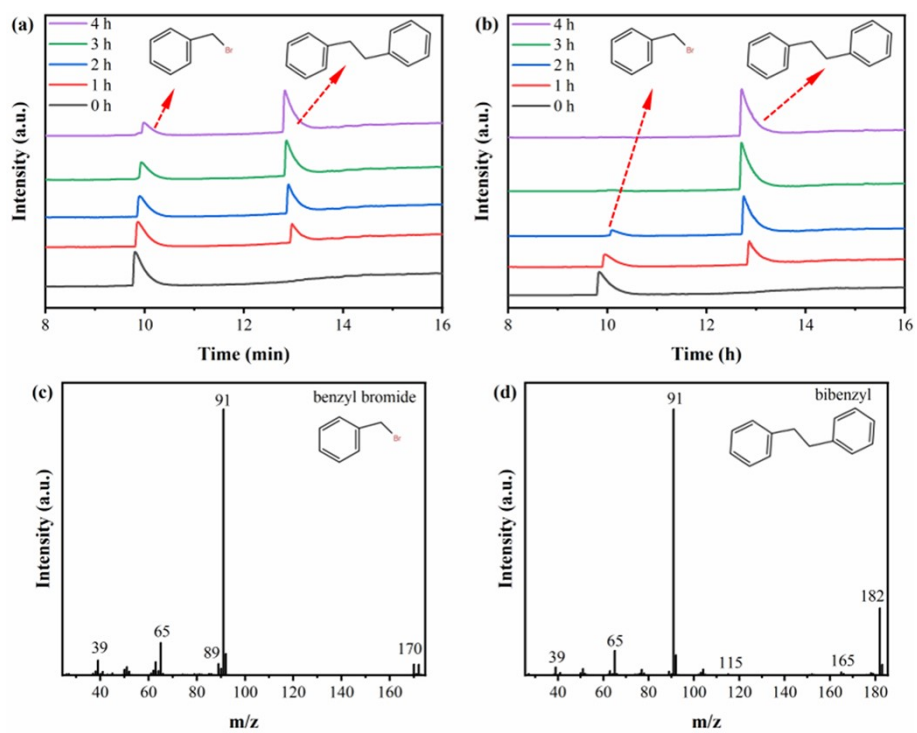 (a)
4 h
3 h
2 h
1 h
0 h
Br
Intensity (a.u.)
8 10 12 14 16
Time (min)
(b)
4 h
3 h
2 h
1 h
0 h
Br
Intensity (a.u.)
8 10 12 14 16
Time (h)
(c)
benzyl bromide
Br
91
39
65
89
170
Intensity (a.u.)
40 60 80 100 120 140 160
m/z
(d)
bibenzyl
91
39
65
115
165
182
Intensity (a.u.)
40 60 80 100 120 140 160 180
m/z